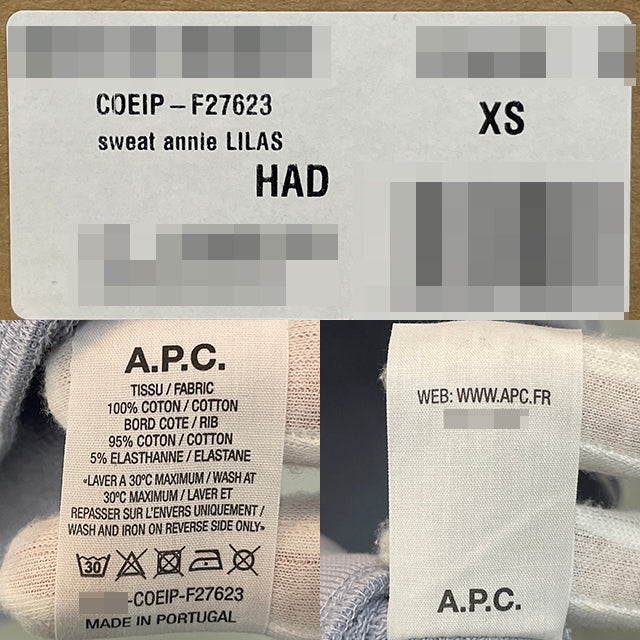 COEIP – F27623
sweat annie LILAS
HAD
XS
A.P.C.
TISSU / FABRIC
100% COTON / COTTON
BORD COTE / RIB
95% COTON / COTTON
5% ELASTHANNE / ELASTANE
«LAVER A 30ºC MAXIMUM / WASH AT
30ºC MAXIMUM / LAVER ET
REPASSER SUR L'ENVERS UNIQUEMENT /
WASH AND IRON ON REVERSE SIDE ONLY»
30
-COEIP-F27623
MADE IN PORTUGAL
WEB: WWW.APC.FR
A.P.C.